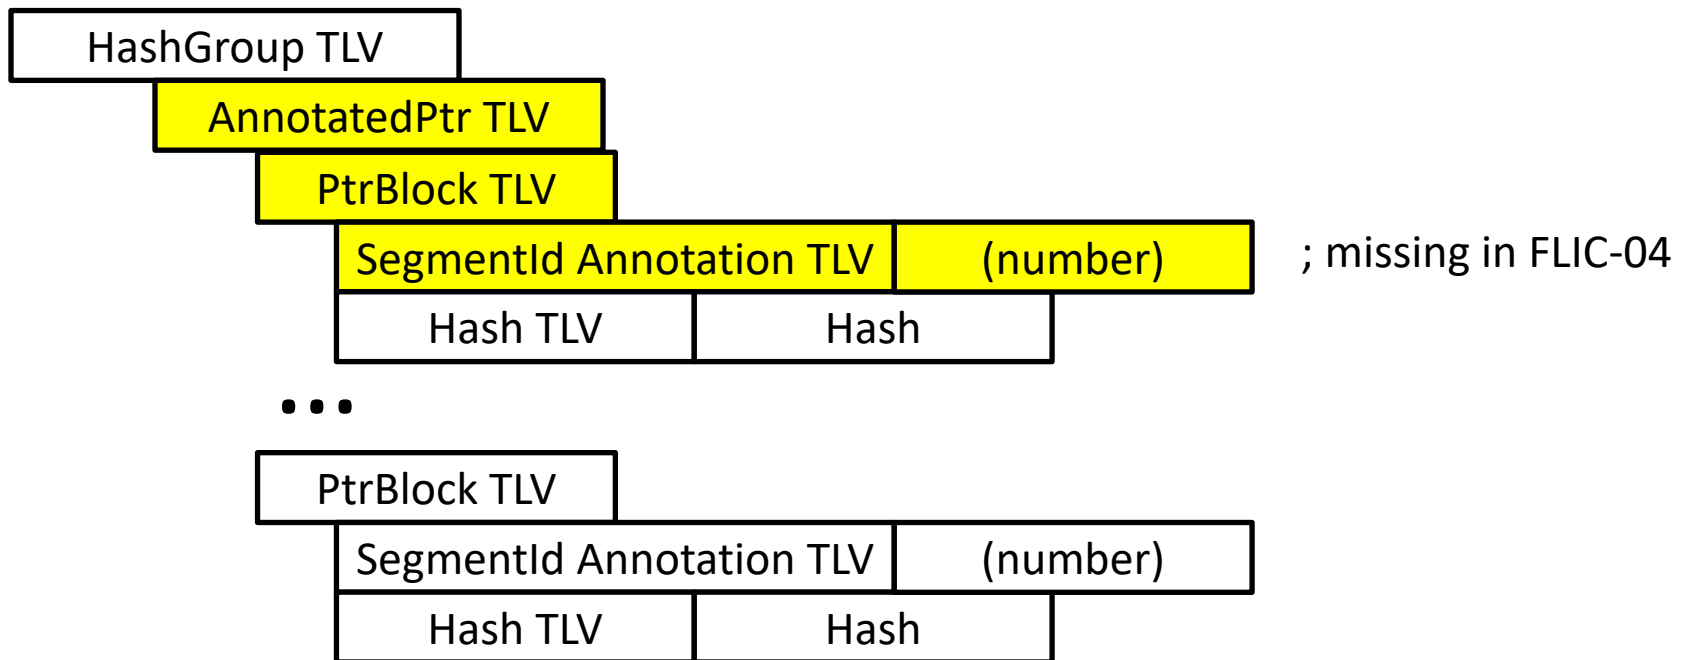 HashGroup TLV
AnnotatedPtr TLV
PtrBlock TLV
SegmentId Annotation TLV (number) ; missing in FLIC-04
Hash TLV Hash
...
PtrBlock TLV
SegmentId Annotation TLV (number)
Hash TLV Hash